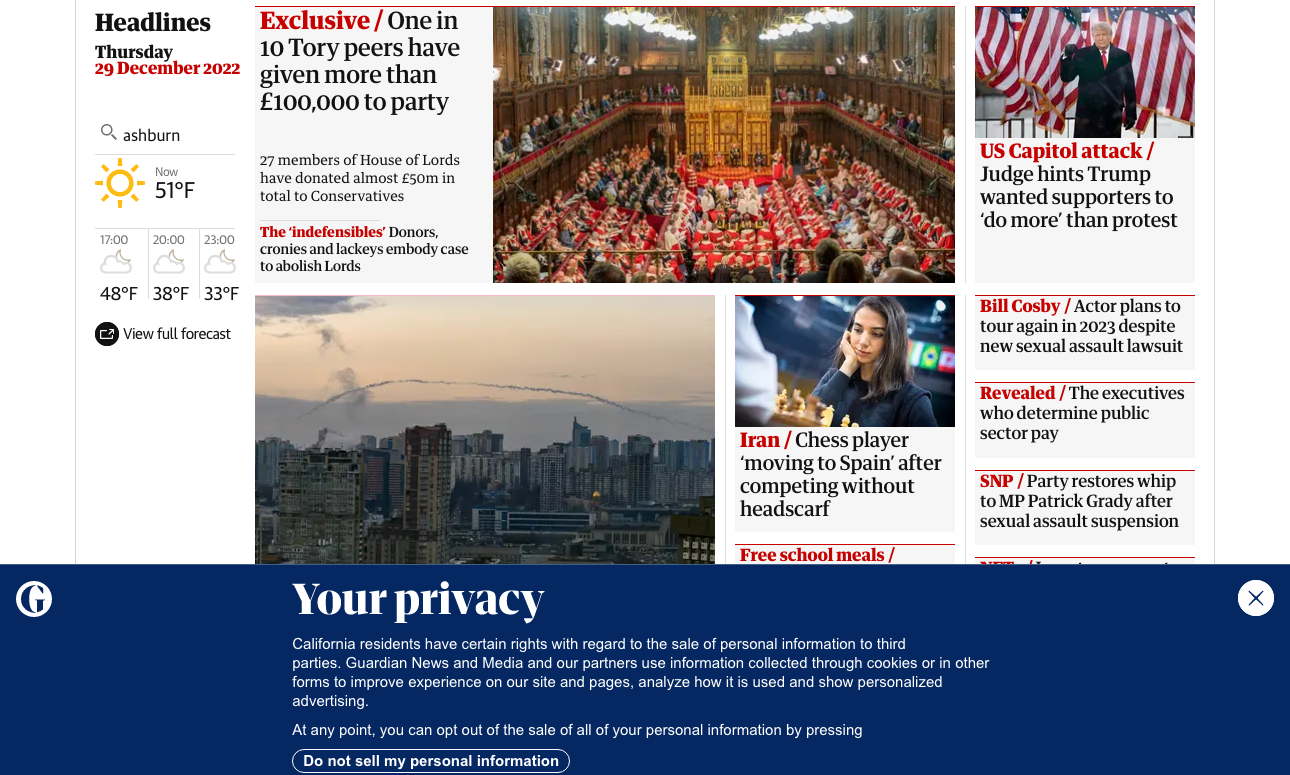 Headlines
Thursday
29 December 2022
ashburn
Now
51°F
17:00
20:00
23:00
48°F
38°F
33°F
View full forecast
Exclusive / One in
10 Tory peers have
given more than
£100,000 to party
27 members of House of Lords
have donated almost £50m in
total to Conservatives
The ‘indefensibles’ Donors,
cronies and lackeys embody case
to abolish Lords
US Capitol attack /
Judge hints Trump
wanted supporters to
‘do more’ than protest
Iran / Chess player
‘moving to Spain’ after
competing without
headscarf
Free school meals /
Bill Cosby / Actor plans to
tour again in 2023 despite
new sexual assault lawsuit
Revealed / The executives
who determine public
sector pay
SNP / Party restores whip
to MP Patrick Grady after
sexual assault suspension
Your privacy
California residents have certain rights with regard to the sale of personal information to third
parties. Guardian News and Media and our partners use information collected through cookies or in other
forms to improve experience on our site and pages, analyze how it is used and show personalized
advertising.
At any point, you can opt out of the sale of all of your personal information by pressing
Do not sell my personal information